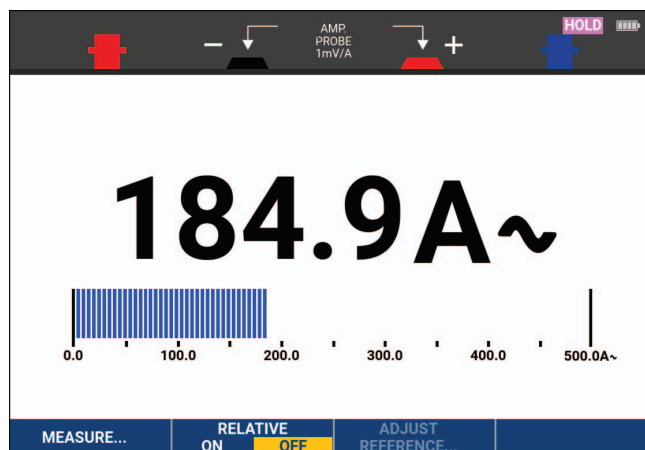 AMP.
PROBE
1mV/A
HOLD
− +
184.9A~
0.0 100.0 200.0 300.0 400.0 500.0A~
MEASURE...
RELATIVE
ON OFF
ADJUST
REFERENCE...